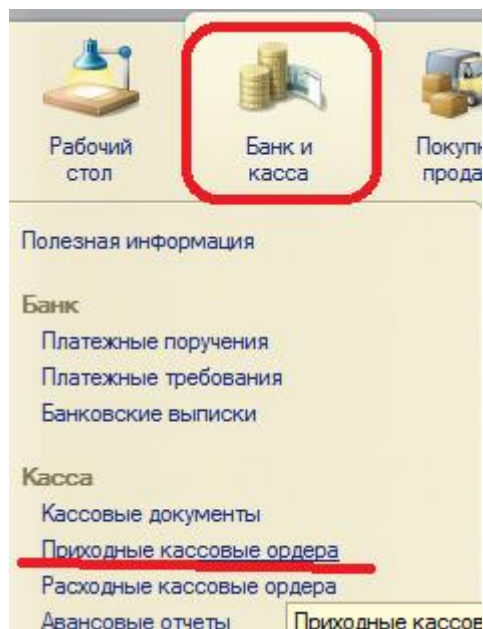 Рабочий
стол
Банк и
касса
Покупк
прода
Полезная информация
Банк
Платежные поручения
Платежные требования
Банковские выписки
Касса
Кассовые документы
Приходные кассовые ордера
Расходные кассовые ордера
Авансовые отчеты
Приходные кассов